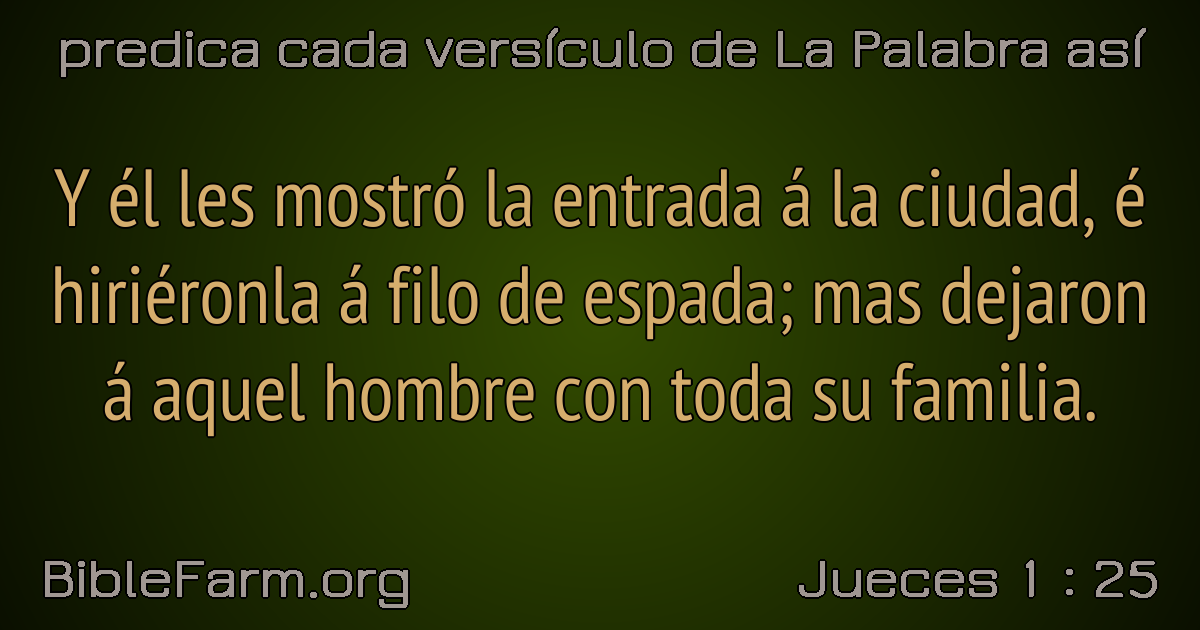 predica cada versículo de La Palabra así
Y él les mostró la entrada á la ciudad, é
hiriéronla á filo de espada; mas dejaron
á aquel hombre con toda su familia.
BibleFarm.org
Jueces 1 : 25